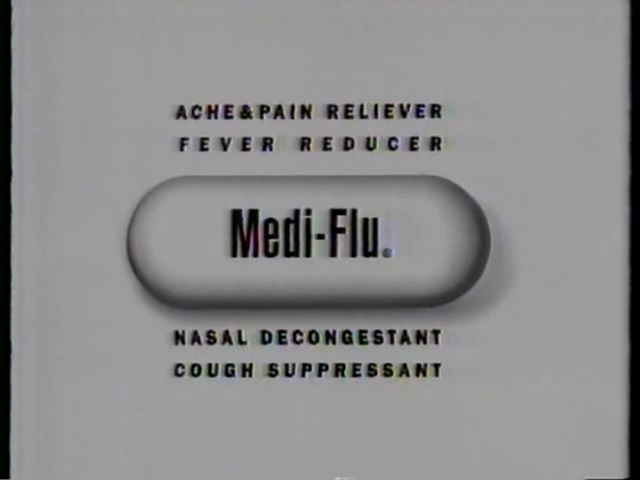 ACHE&PAIN RELIEVER
FEVER REDUCER
Medi-Flu®
NASAL DECONGESTANT
COUGH SUPPRESSANT